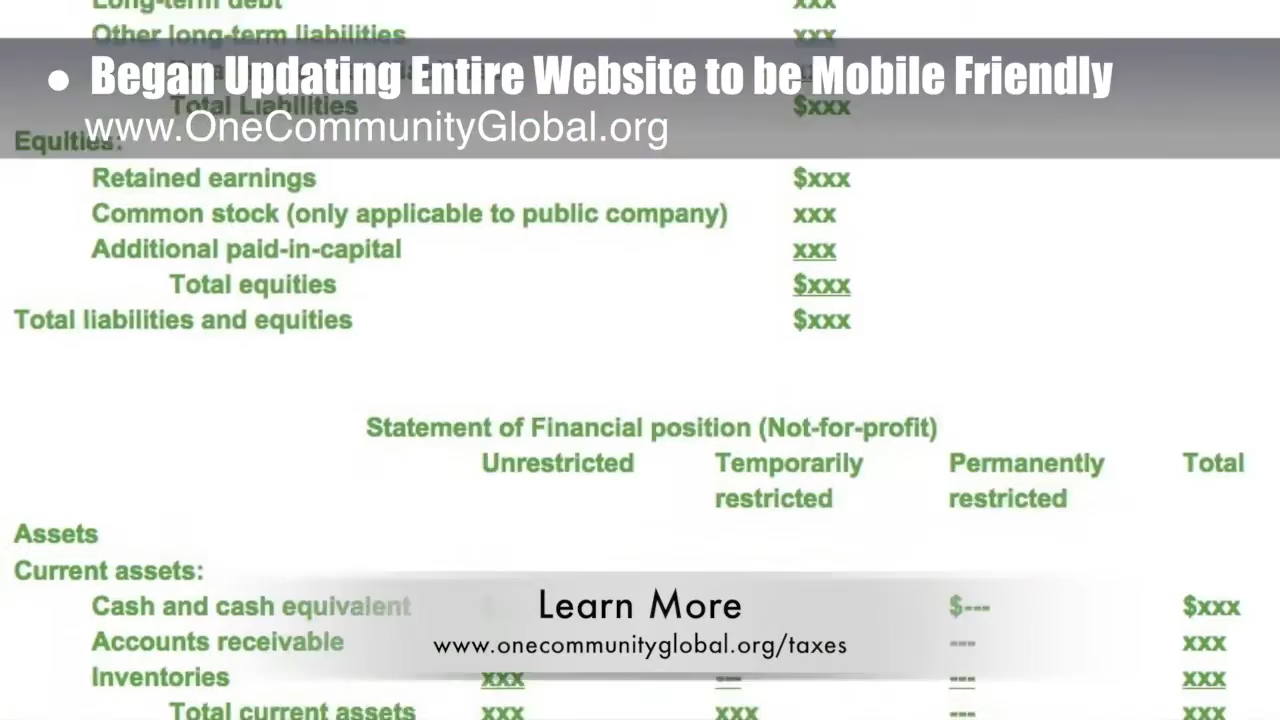 Long-term debt xxx
Other long-term liabilities xxx
• Began Updating Entire Website to be Mobile Friendly
Total Liabilities $xxx
www.OneCommunityGlobal.org
Equities:
Retained earnings $xxx
Common stock (only applicable to public company) xxx
Additional paid-in-capital xxx
Total equities $xxx
Total liabilities and equities $xxx
Statement of Financial position (Not-for-profit)
Unrestricted Temporarily restricted Permanently restricted Total
Assets
Current assets:
Cash and cash equivalent $--- $xxx
Learn More
Accounts receivable --- xxx
www.onecommunityglobal.org/taxes
Inventories xxx --- --- xxx
Total current assets xxx xxx --- xxx